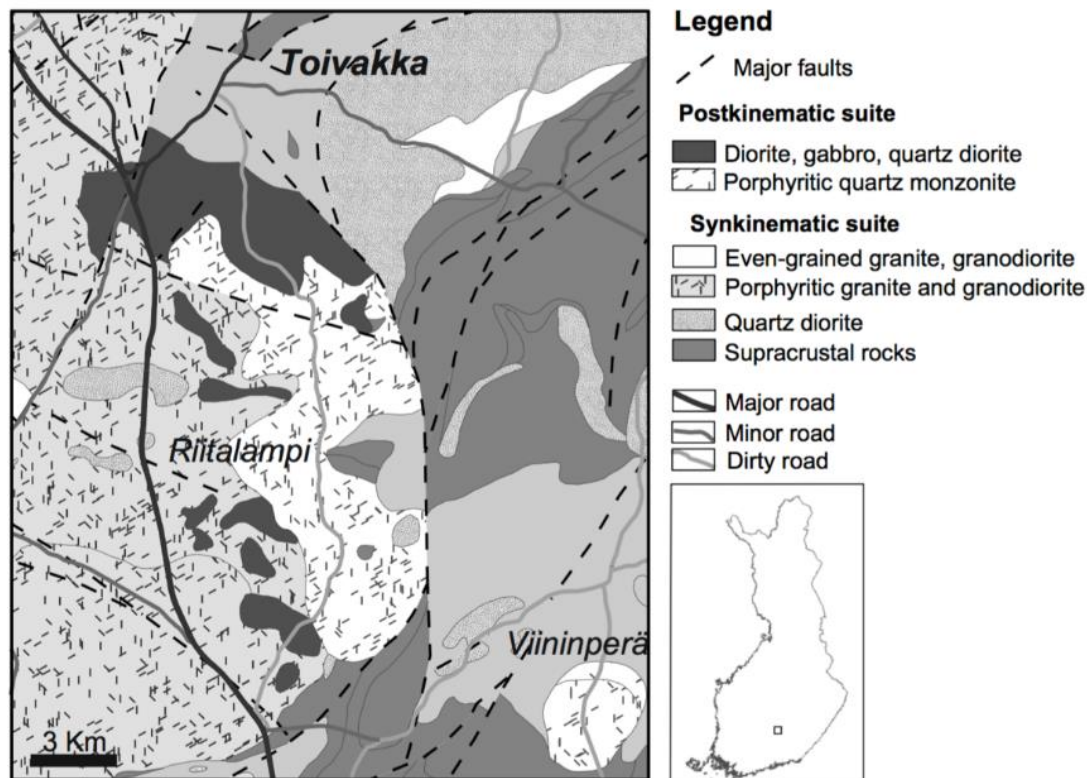 Toivakka
Riitalampi
Viininperä
3 Km
Legend
Major faults
Postkinematic suite
Diorite, gabbro, quartz diorite
Porphyritic quartz monzonite
Synkinematic suite
Even-grained granite, granodiorite
Porphyritic granite and granodiorite
Quartz diorite
Supracrustal rocks
Major road
Minor road
Dirty road